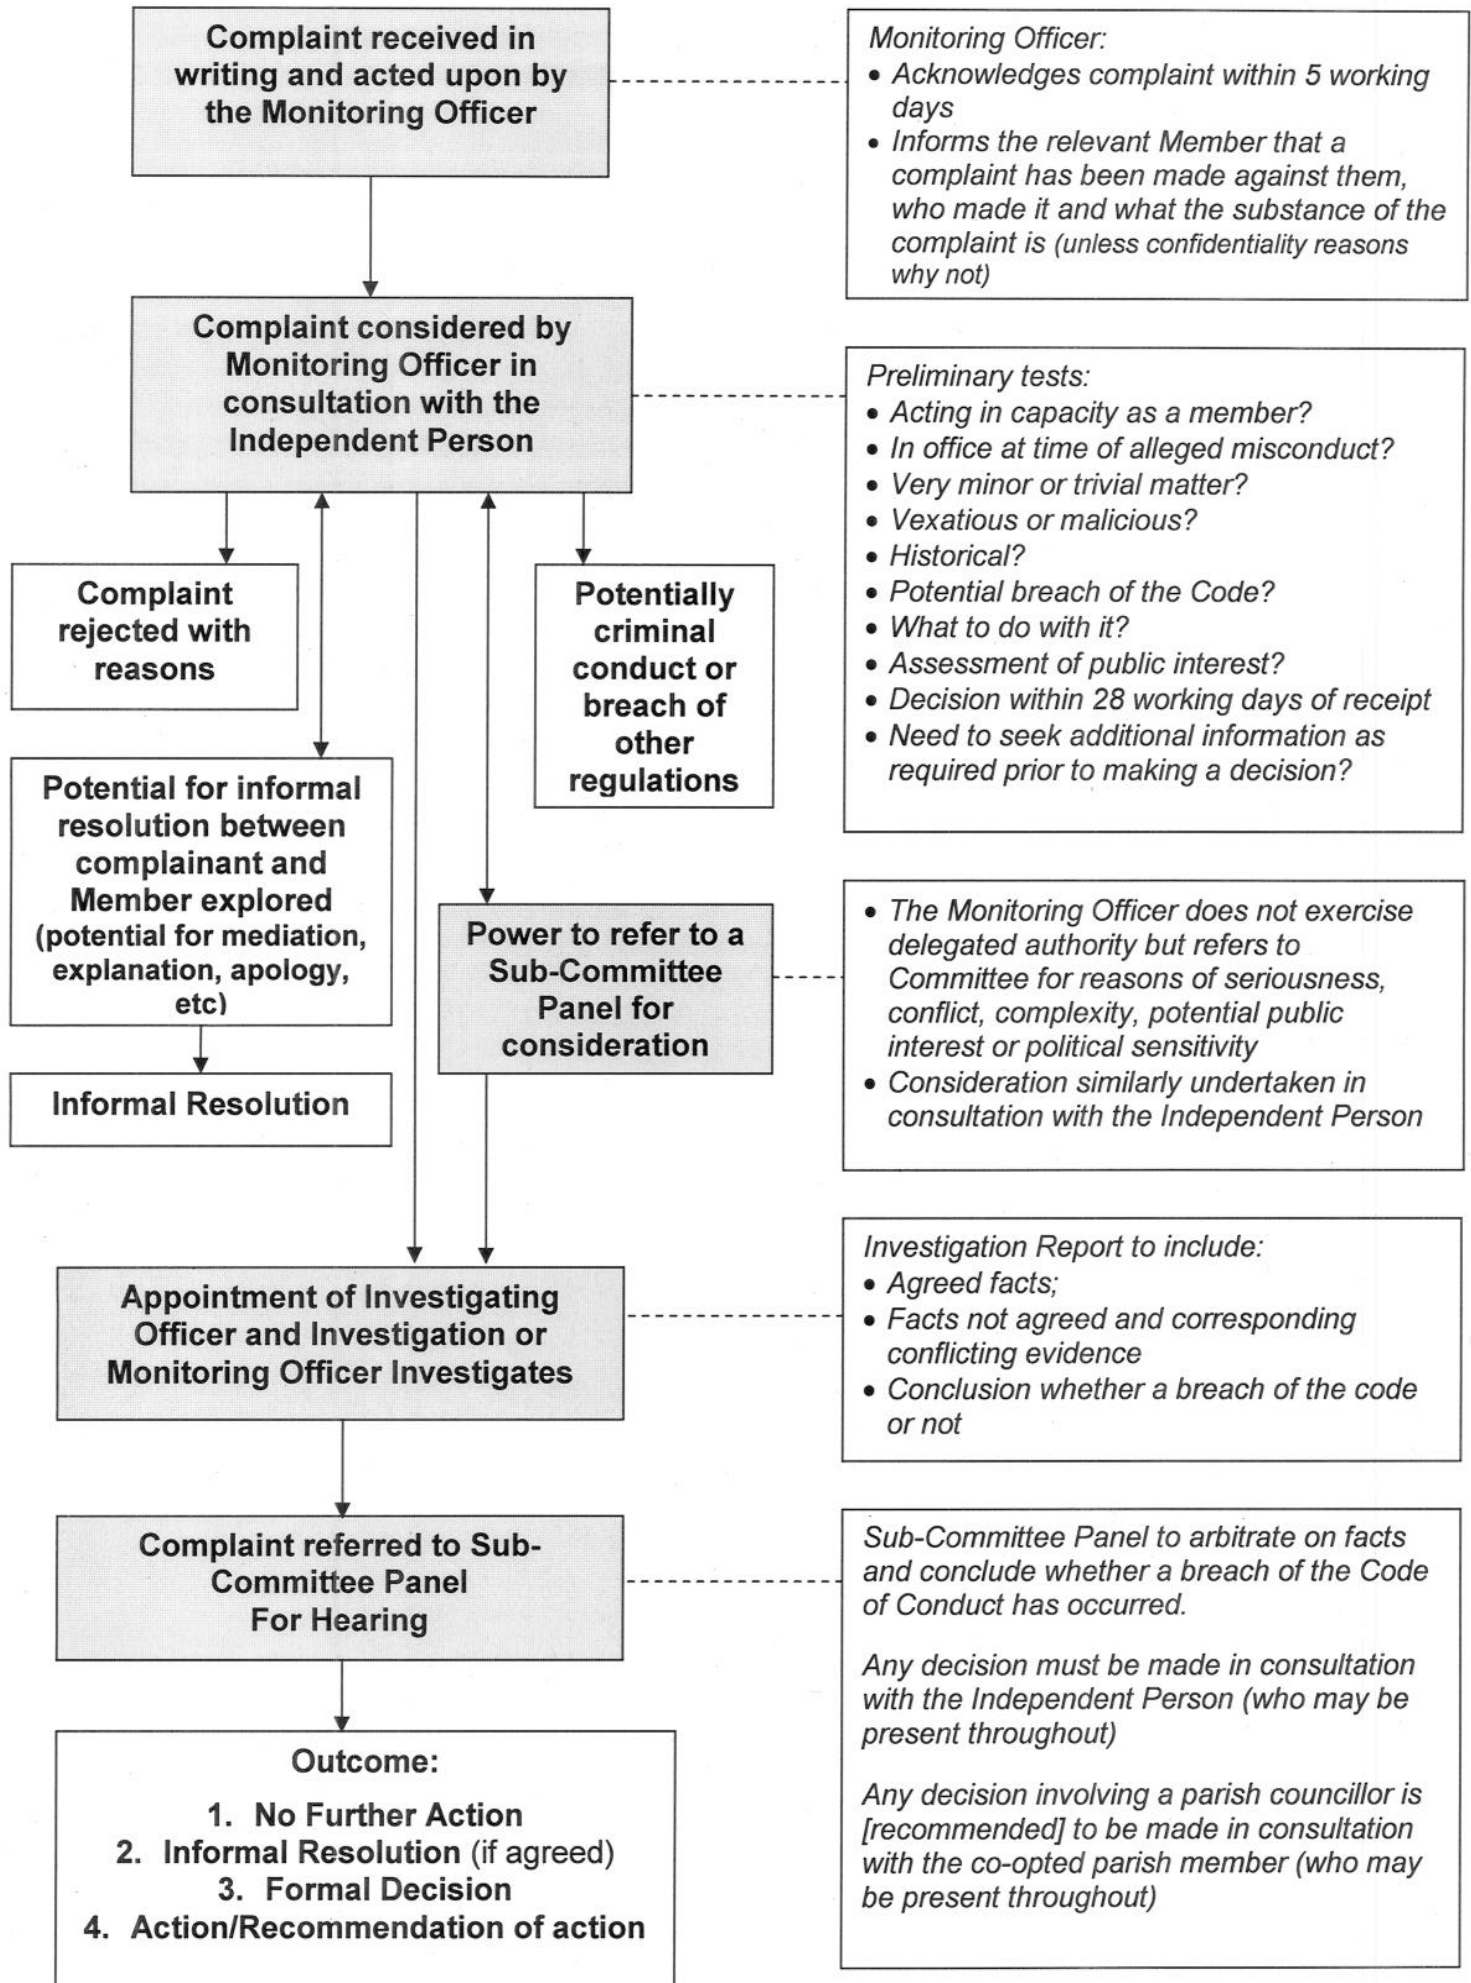 Complaint received in
writing and acted upon by
the Monitoring Officer
Monitoring Officer:
• Acknowledges complaint within 5 working
days
• Informs the relevant Member that a
complaint has been made against them,
who made it and what the substance of the
complaint is (unless confidentiality reasons
why not)
Complaint considered by
Monitoring Officer in
consultation with the
Independent Person
Preliminary tests:
• Acting in capacity as a member?
• In office at time of alleged misconduct?
• Very minor or trivial matter?
• Vexatious or malicious?
• Historical?
• Potential breach of the Code?
• What to do with it?
• Assessment of public interest?
• Decision within 28 working days of receipt
• Need to seek additional information as
required prior to making a decision?
Complaint
rejected with
reasons
Potentially
criminal
conduct or
breach of
other
regulations
Potential for informal
resolution between
complainant and
Member explored
(potential for mediation,
explanation, apology,
etc)
Informal Resolution
Power to refer to a
Sub-Committee
Panel for
consideration
• The Monitoring Officer does not exercise
delegated authority but refers to
Committee for reasons of seriousness,
conflict, complexity, potential public
interest or political sensitivity
• Consideration similarly undertaken in
consultation with the Independent Person
Appointment of Investigating
Officer and Investigation or
Monitoring Officer Investigates
Investigation Report to include:
• Agreed facts;
• Facts not agreed and corresponding
conflicting evidence
• Conclusion whether a breach of the code
or not
Complaint referred to Sub-
Committee Panel
For Hearing
Sub-Committee Panel to arbitrate on facts
and conclude whether a breach of the Code
of Conduct has occurred.
Any decision must be made in consultation
with the Independent Person (who may be
present throughout)
Any decision involving a parish councillor is
[recommended] to be made in consultation
with the co-opted parish member (who may
be present throughout)
Outcome:
1. No Further Action
2. Informal Resolution (if agreed)
3. Formal Decision
4. Action/Recommendation of action